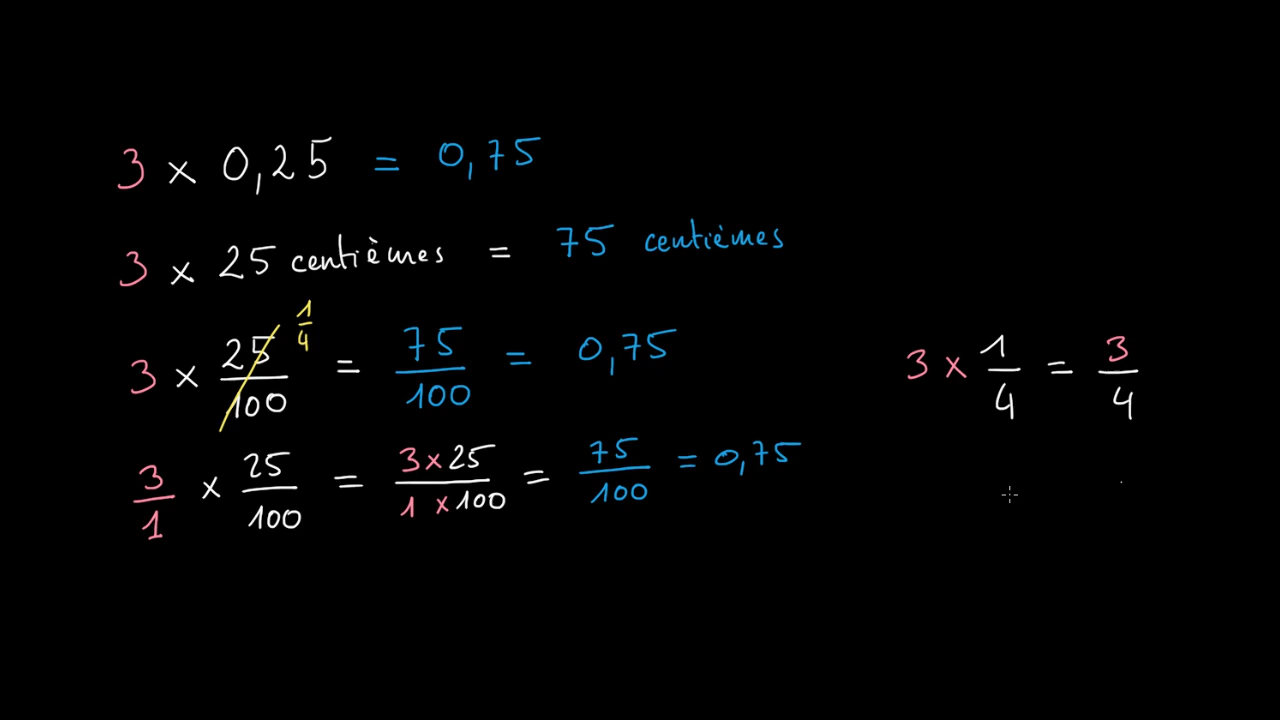 3 × 0,25 = 0,75
3 × 25 centièmes = 75 centièmes
3 × 25/100 1/4 = 75/100 = 0,75
3 × 1/4 = 3/4
3/1 × 25/100 = 3×25/1×100 = 75/100 = 0,75